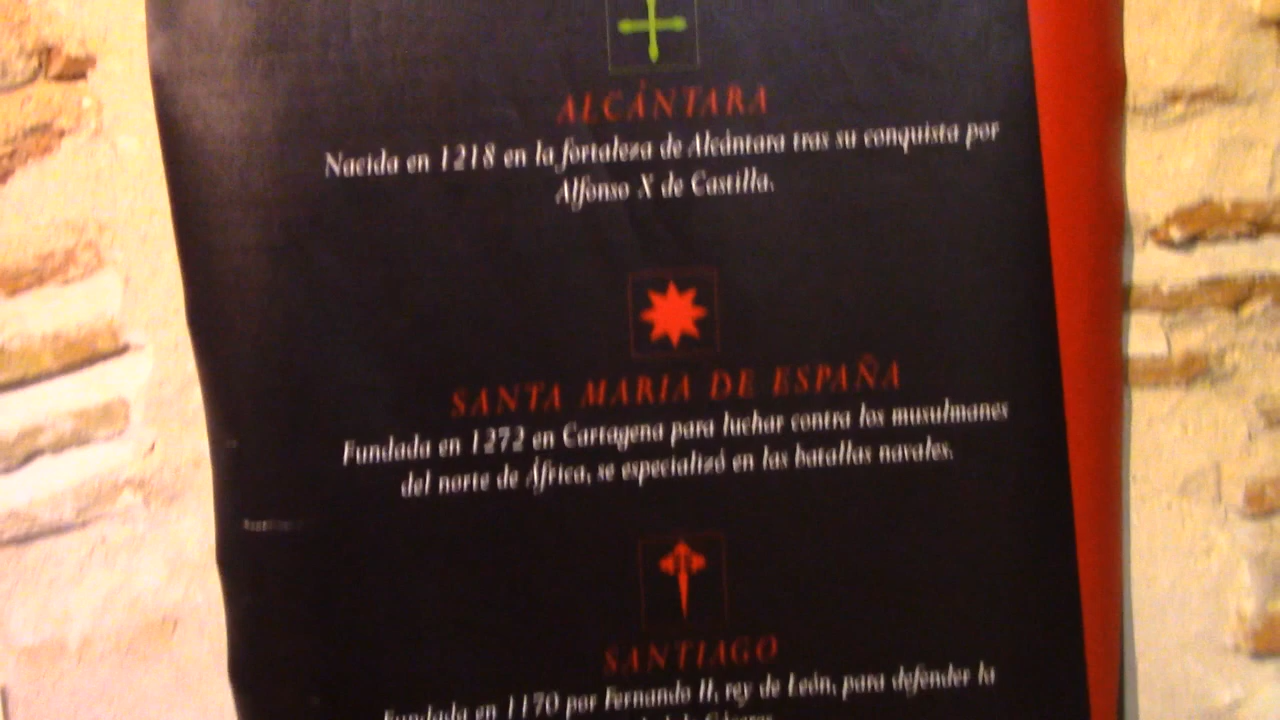 ALCÁNTARA
Nacida en 1218 en la fortaleza de Alcántara tras su conquista por
Alfonso X de Castilla.
SANTA MARIA DE ESPAÑA
Fundada en 1272 en Cartagena para luchar contra los musulmanes
del norte de África, se especializó en las batallas navales.
SANTIAGO
Fundada en 1170 por Fernando II, rey de León, para defender la